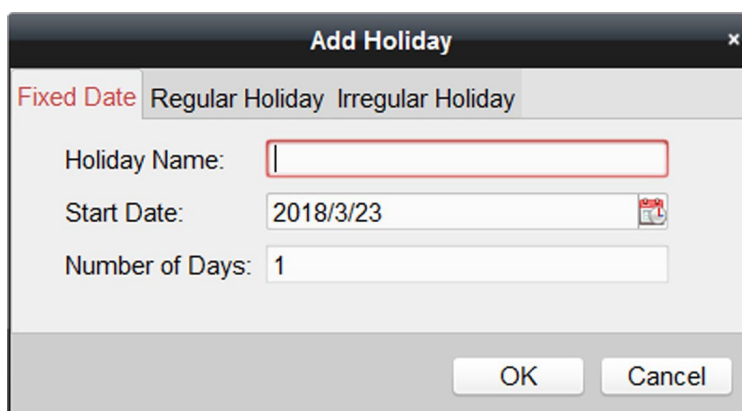 Add Holiday ×
Fixed Date Regular Holiday Irregular Holiday
Holiday Name:
Start Date: 2018/3/23
Number of Days: 1
OK Cancel